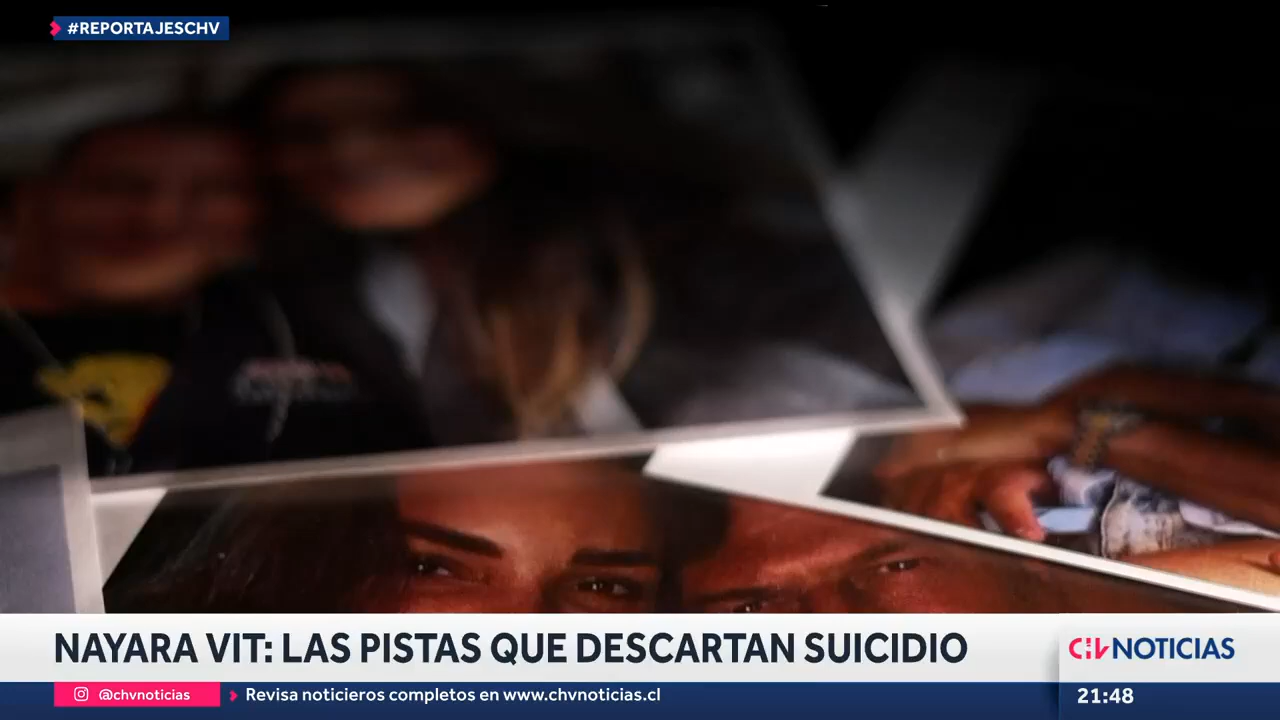 #REPORTAJESCHV
NAYARA VIT: LAS PISTAS QUE DESCARTAN SUICIDIO
CHV NOTICIAS
@chvnoticias
Revisa noticieros completos en www.chvnoticias.cl
21:48